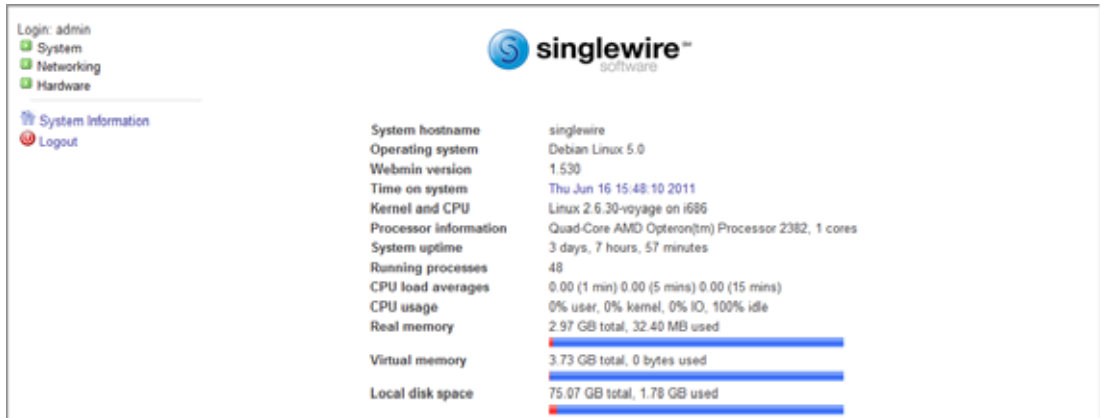 Login: admin
System
Networking
Hardware
System Information
Logout
singlewire
software
System hostname singlewire
Operating system Debian Linux 5.0
Webmin version 1.530
Time on system Thu Jun 16 15:48:10 2011
Kernel and CPU Linux 2.6.30-voyage on i686
Processor information Quad-Core AMD Opteron(tm) Processor 2382, 1 cores
System uptime 3 days, 7 hours, 57 minutes
Running processes 48
CPU load averages 0.00 (1 min) 0.00 (5 mins) 0.00 (15 mins)
CPU usage 0% user, 0% kernel, 0% IO, 100% idle
Real memory 2.97 GB total, 32.40 MB used
Virtual memory 3.73 GB total, 0 bytes used
Local disk space 75.07 GB total, 1.78 GB used